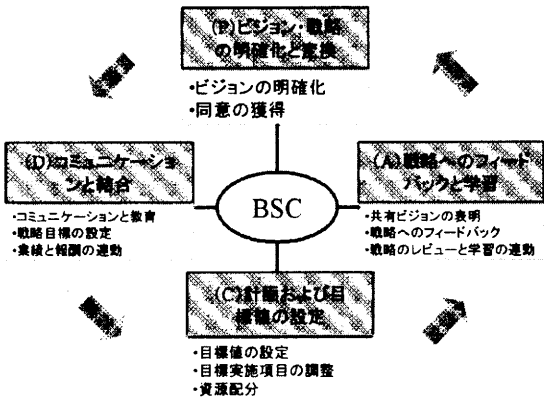 (P)ビジョン・戦略
の明確化と変換
・ビジョンの明確化
・同意の獲得
(D)コミュニケーショ
ンと結合
・コミュニケーションと教育
・戦略目標の設定
・業績と報酬の連動
BSC
(A)戦略へのフィード
バックと学習
・共有ビジョンの表明
・戦略へのフィードバック
・戦略のレビューと学習の連動
(C)計画および目
標値の設定
・目標値の設定
・目標実施項目の調整
・資源配分